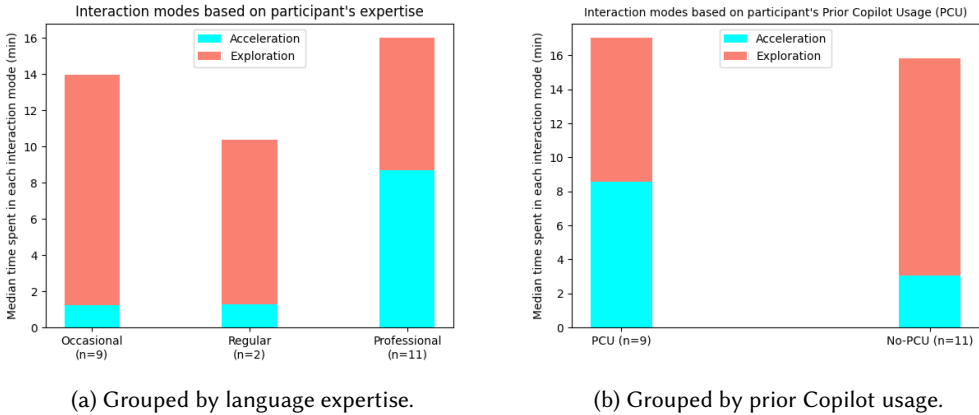 Interaction modes based on participant's expertise
Median time spent in each interaction mode (min)
16
14
12
10
8
6
4
2
0
Acceleration
Exploration
Occasional
(n=9)
Regular
(n=2)
Professional
(n=11)
(a) Grouped by language expertise.
Interaction modes based on participant's Prior Copilot Usage (PCU)
Median time spent in each interaction mode (min)
16
14
12
10
8
6
4
2
0
Acceleration
Exploration
PCU (n=9)
No-PCU (n=11)
(b) Grouped by prior Copilot usage.